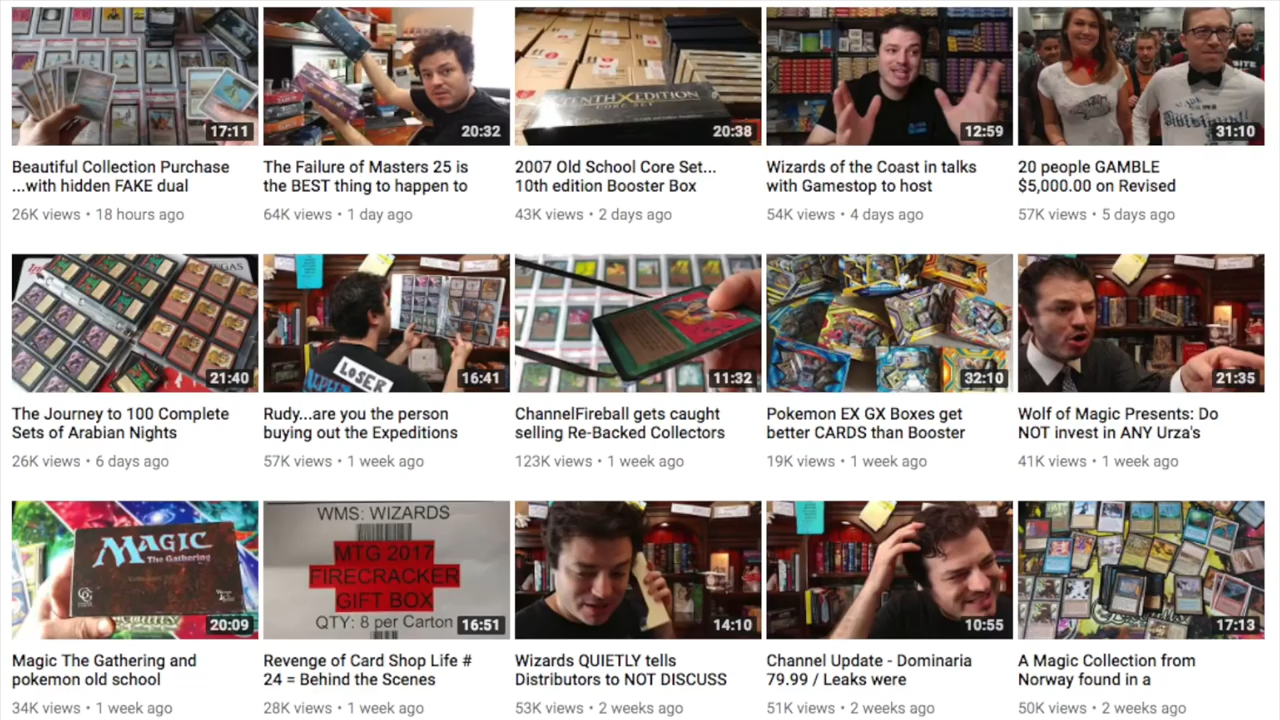 17:11
20:32
TENTH EDITION
CORE SET
20:38
12:59
31:10
Beautiful Collection Purchase
...with hidden FAKE dual
26K views • 18 hours ago
The Failure of Masters 25 is
the BEST thing to happen to
64K views • 1 day ago
2007 Old School Core Set...
10th edition Booster Box
43K views • 2 days ago
Wizards of the Coast in talks
with Gamestop to host
54K views • 4 days ago
20 people GAMBLE
$5,000.00 on Revised
57K views • 5 days ago
21:40
LOSER
16:41
11:32
32:10
21:35
The Journey to 100 Complete
Sets of Arabian Nights
26K views • 6 days ago
Rudy...are you the person
buying out the Expeditions
57K views • 1 week ago
ChannelFireball gets caught
selling Re-Backed Collectors
123K views • 1 week ago
Pokemon EX GX Boxes get
better CARDS than Booster
19K views • 1 week ago
Wolf of Magic Presents: Do
NOT invest in ANY Urza's
41K views • 1 week ago
MAGIC
The Gathering
20:09
WMS: WIZARDS
MTG 2017
FIRECRACKER
GIFT BOX
QTY: 8 per Carton
16:51
14:10
10:55
17:13
Magic The Gathering and
pokemon old school
34K views • 1 week ago
Revenge of Card Shop Life #
24 = Behind the Scenes
28K views • 1 week ago
Wizards QUIETLY tells
Distributors to NOT DISCUSS
53K views • 2 weeks ago
Channel Update - Dominaria
79.99 / Leaks were
51K views • 2 weeks ago
A Magic Collection from
Norway found in a
50K views • 2 weeks ago